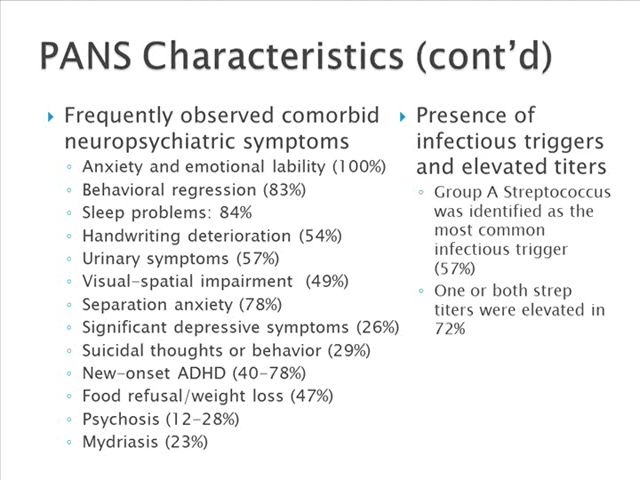 PANS Characteristics (cont’d)
Frequently observed comorbid
neuropsychiatric symptoms
Anxiety and emotional lability (100%)
Behavioral regression (83%)
Sleep problems: 84%
Handwriting deterioration (54%)
Urinary symptoms (57%)
Visual-spatial impairment (49%)
Separation anxiety (78%)
Significant depressive symptoms (26%)
Suicidal thoughts or behavior (29%)
New-onset ADHD (40-78%)
Food refusal/weight loss (47%)
Psychosis (12-28%)
Mydriasis (23%)
Presence of
infectious triggers
and elevated titers
Group A Streptococcus
was identified as the
most common
infectious trigger
(57%)
One or both strep
titers were elevated in
72%